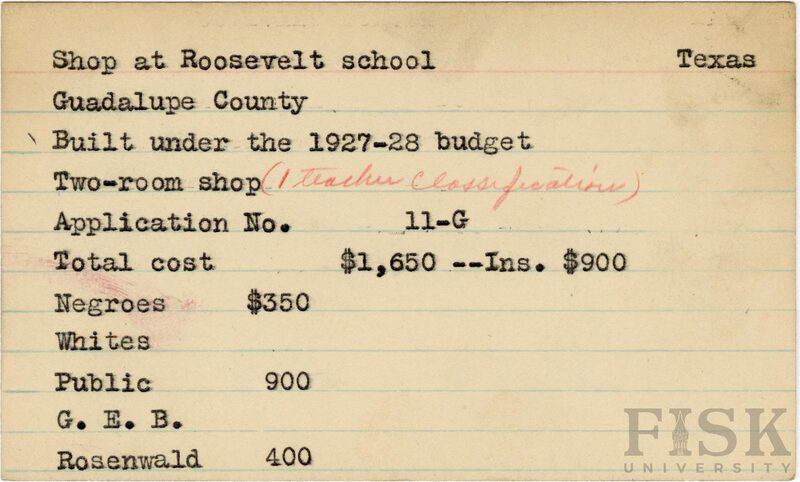 Shop at Roosevelt school Texas
Guadalupe County
Built under the 1927-28 budget
Two-room shop (1 teacher classification)
Application No. 11-G
Total cost $1,650 --Ins. $900
Negroes $350
Whites
Public 900
G. E. B.
Rosenwald 400
FISK
UNIVERSITY